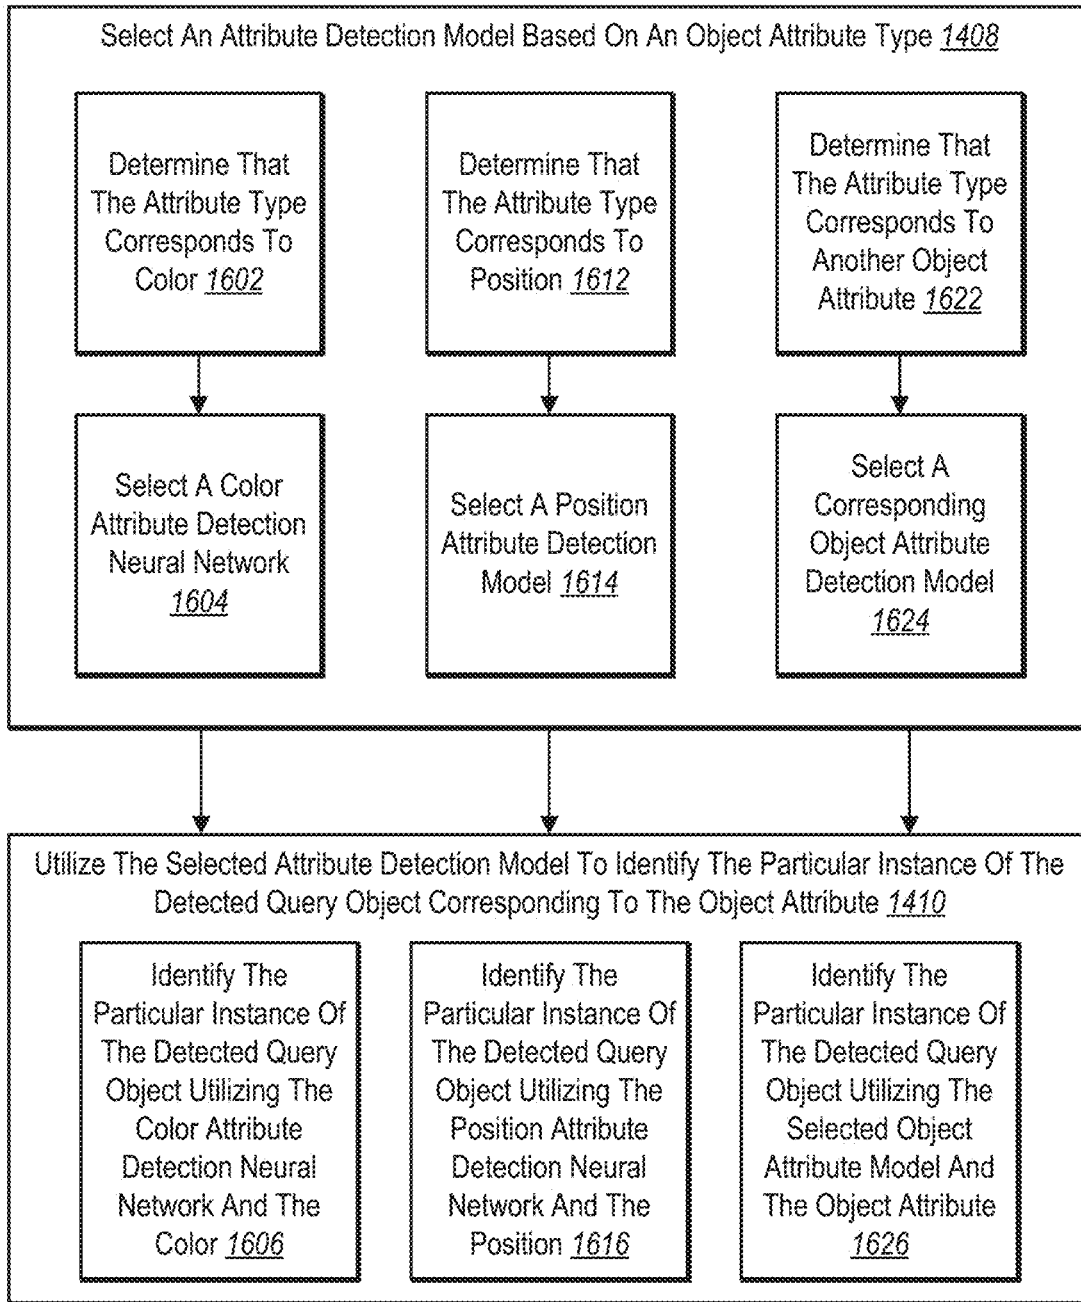 Select An Attribute Detection Model Based On An Object Attribute Type 1408
Determine That
The Attribute Type
Corresponds To
Color 1602
Determine That
The Attribute Type
Corresponds To
Position 1612
Determine That
The Attribute Type
Corresponds To
Another Object
Attribute 1622
Select A Color
Attribute Detection
Neural Network
1604
Select A Position
Attribute Detection
Model 1614
Select A
Corresponding
Object Attribute
Detection Model
1624
Utilize The Selected Attribute Detection Model To Identify The Particular Instance Of The
Detected Query Object Corresponding To The Object Attribute 1410
Identify The
Particular Instance Of
The Detected Query
Object Utilizing The
Color Attribute
Detection Neural
Network And The
Color 1606
Identify The
Particular Instance Of
The Detected Query
Object Utilizing The
Position Attribute
Detection Neural
Network And The
Position 1616
Identify The
Particular Instance Of
The Detected Query
Object Utilizing The
Selected Object
Attribute Model And
The Object Attribute
1626